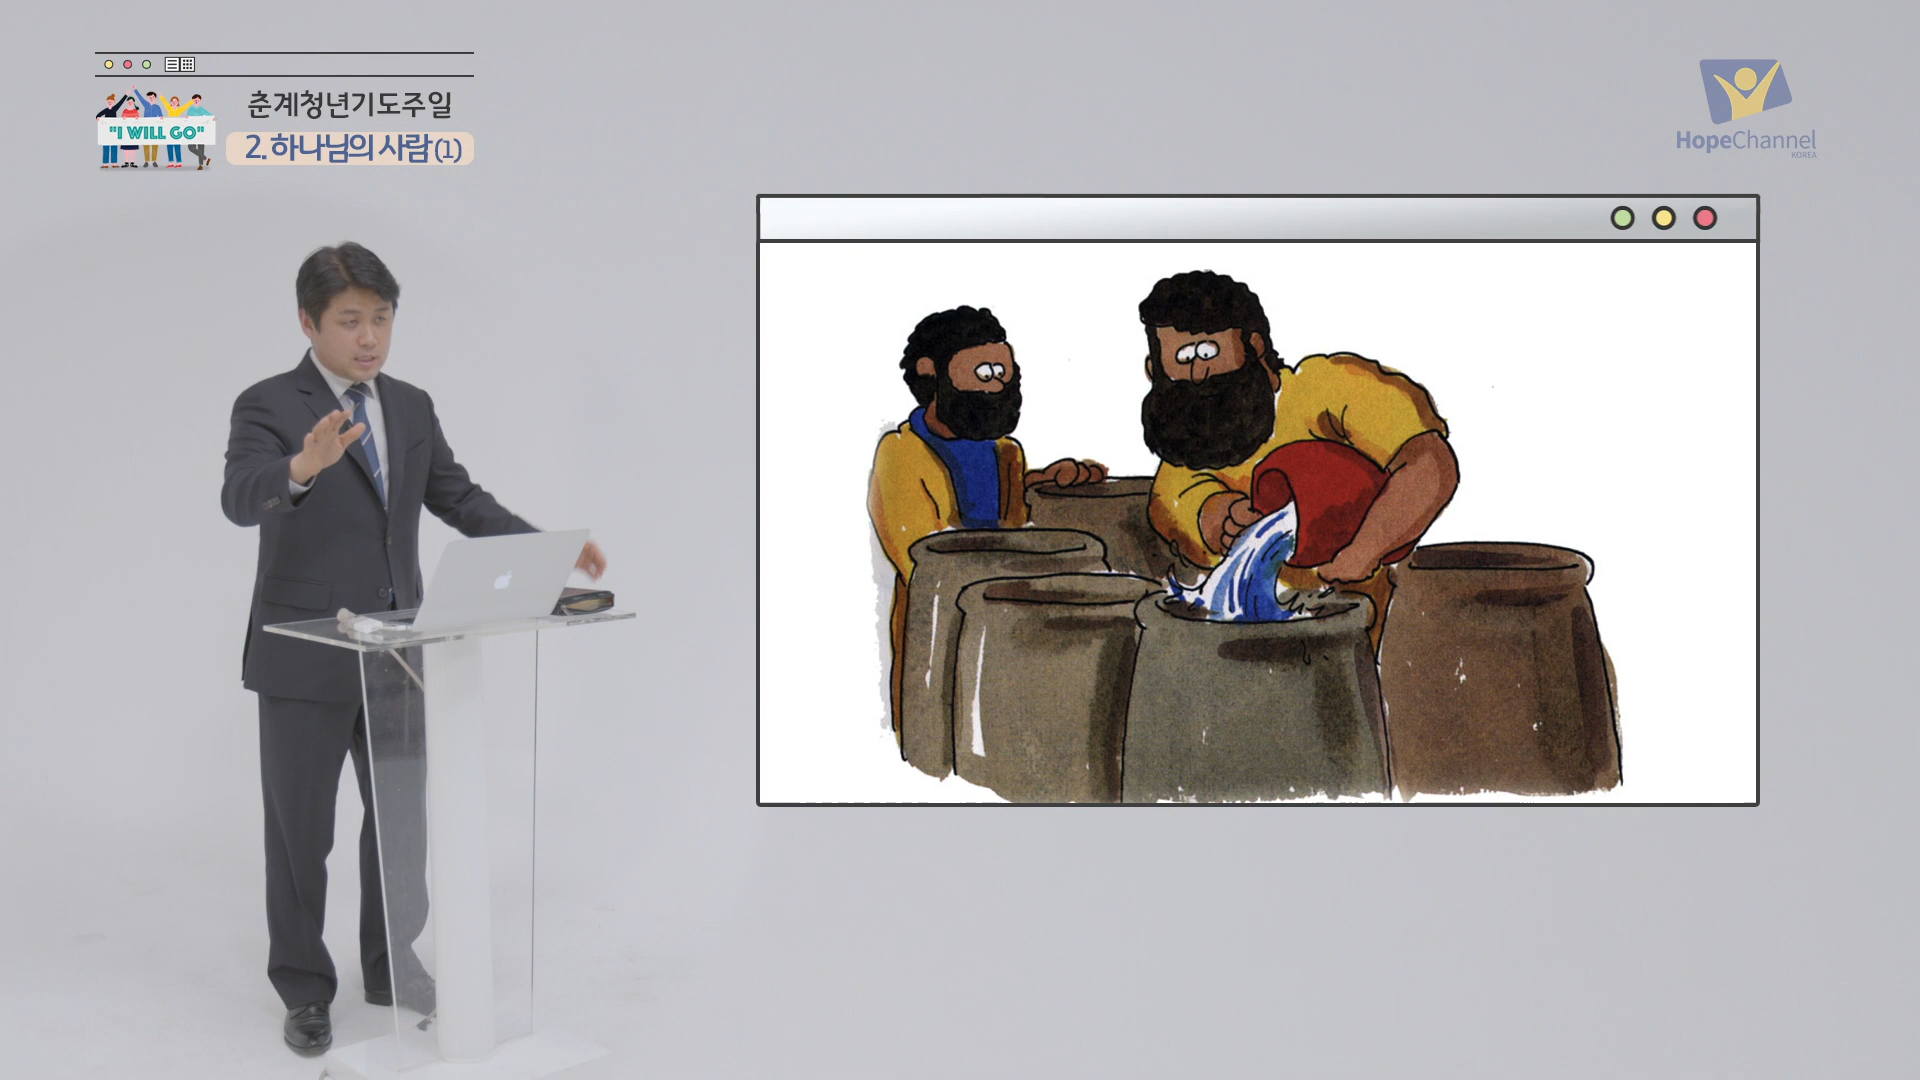 춘계청년기도주일
"I WILL GO"
2. 하나님의 사람 (1)
HopeChannel
KOREA